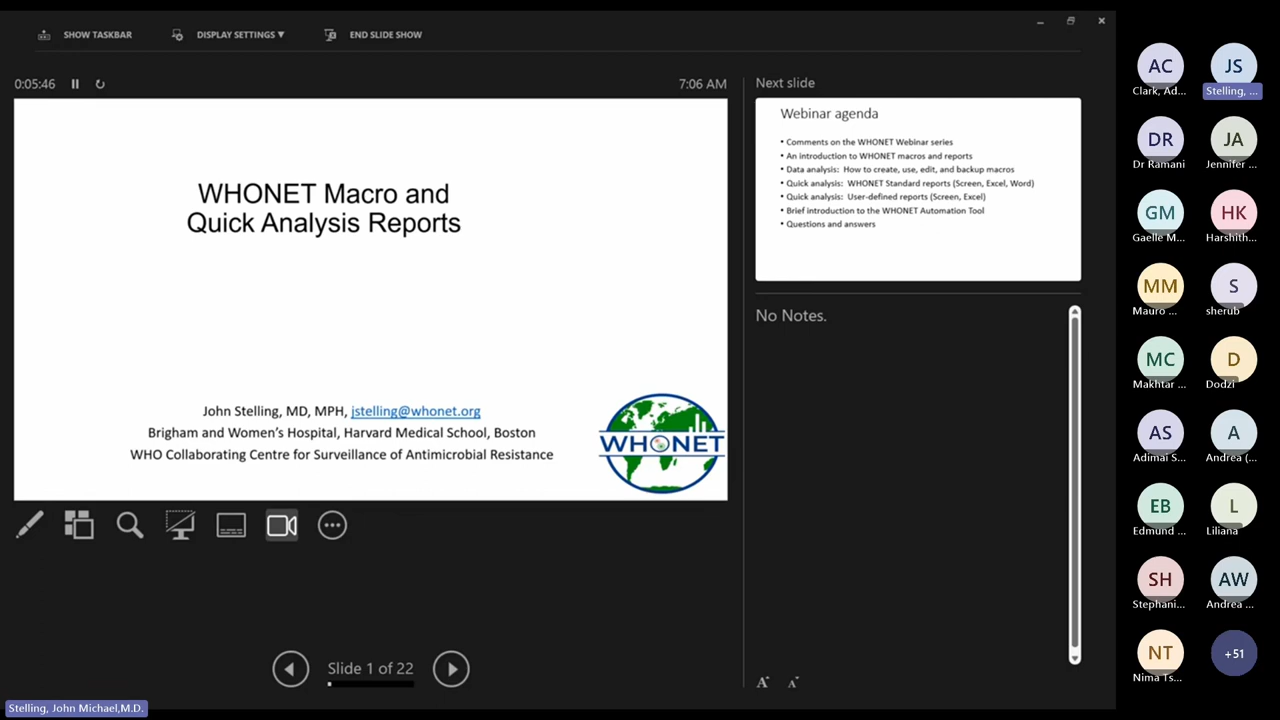 SHOW TASKBAR
DISPLAY SETTINGS ▼
END SLIDE SHOW
0:05:46
7:06 AM
WHONET Macro and
Quick Analysis Reports
John Stelling, MD, MPH, jstelling@whonet.org
Brigham and Women's Hospital, Harvard Medical School, Boston
WHO Collaborating Centre for Surveillance of Antimicrobial Resistance
WHONET
Slide 1 of 22
Next slide
Webinar agenda
• Comments on the WHONET Webinar series
• An introduction to WHONET macros and reports
• Data analysis: How to create, use, edit, and backup macros
• Quick analysis: WHONET Standard reports (Screen, Excel, Word)
• Quick analysis: User-defined reports (Screen, Excel)
• Brief introduction to the WHONET Automation Tool
• Questions and answers
No Notes.
A A
AC JS
Clark, Ad... Stelling, ...
DR JA
Dr Ramani Jennifer ...
GM HK
Gaelle M... Harshith...
MM S
Mauro ... sherub
MC D
Makhtar ... Dodzi
AS A
Adimai S... Andrea (...
EB L
Edmund ... Liliana
SH AW
Stephani... Andrea ...
NT +51
Nima Ts...
Stelling, John Michael,M.D.